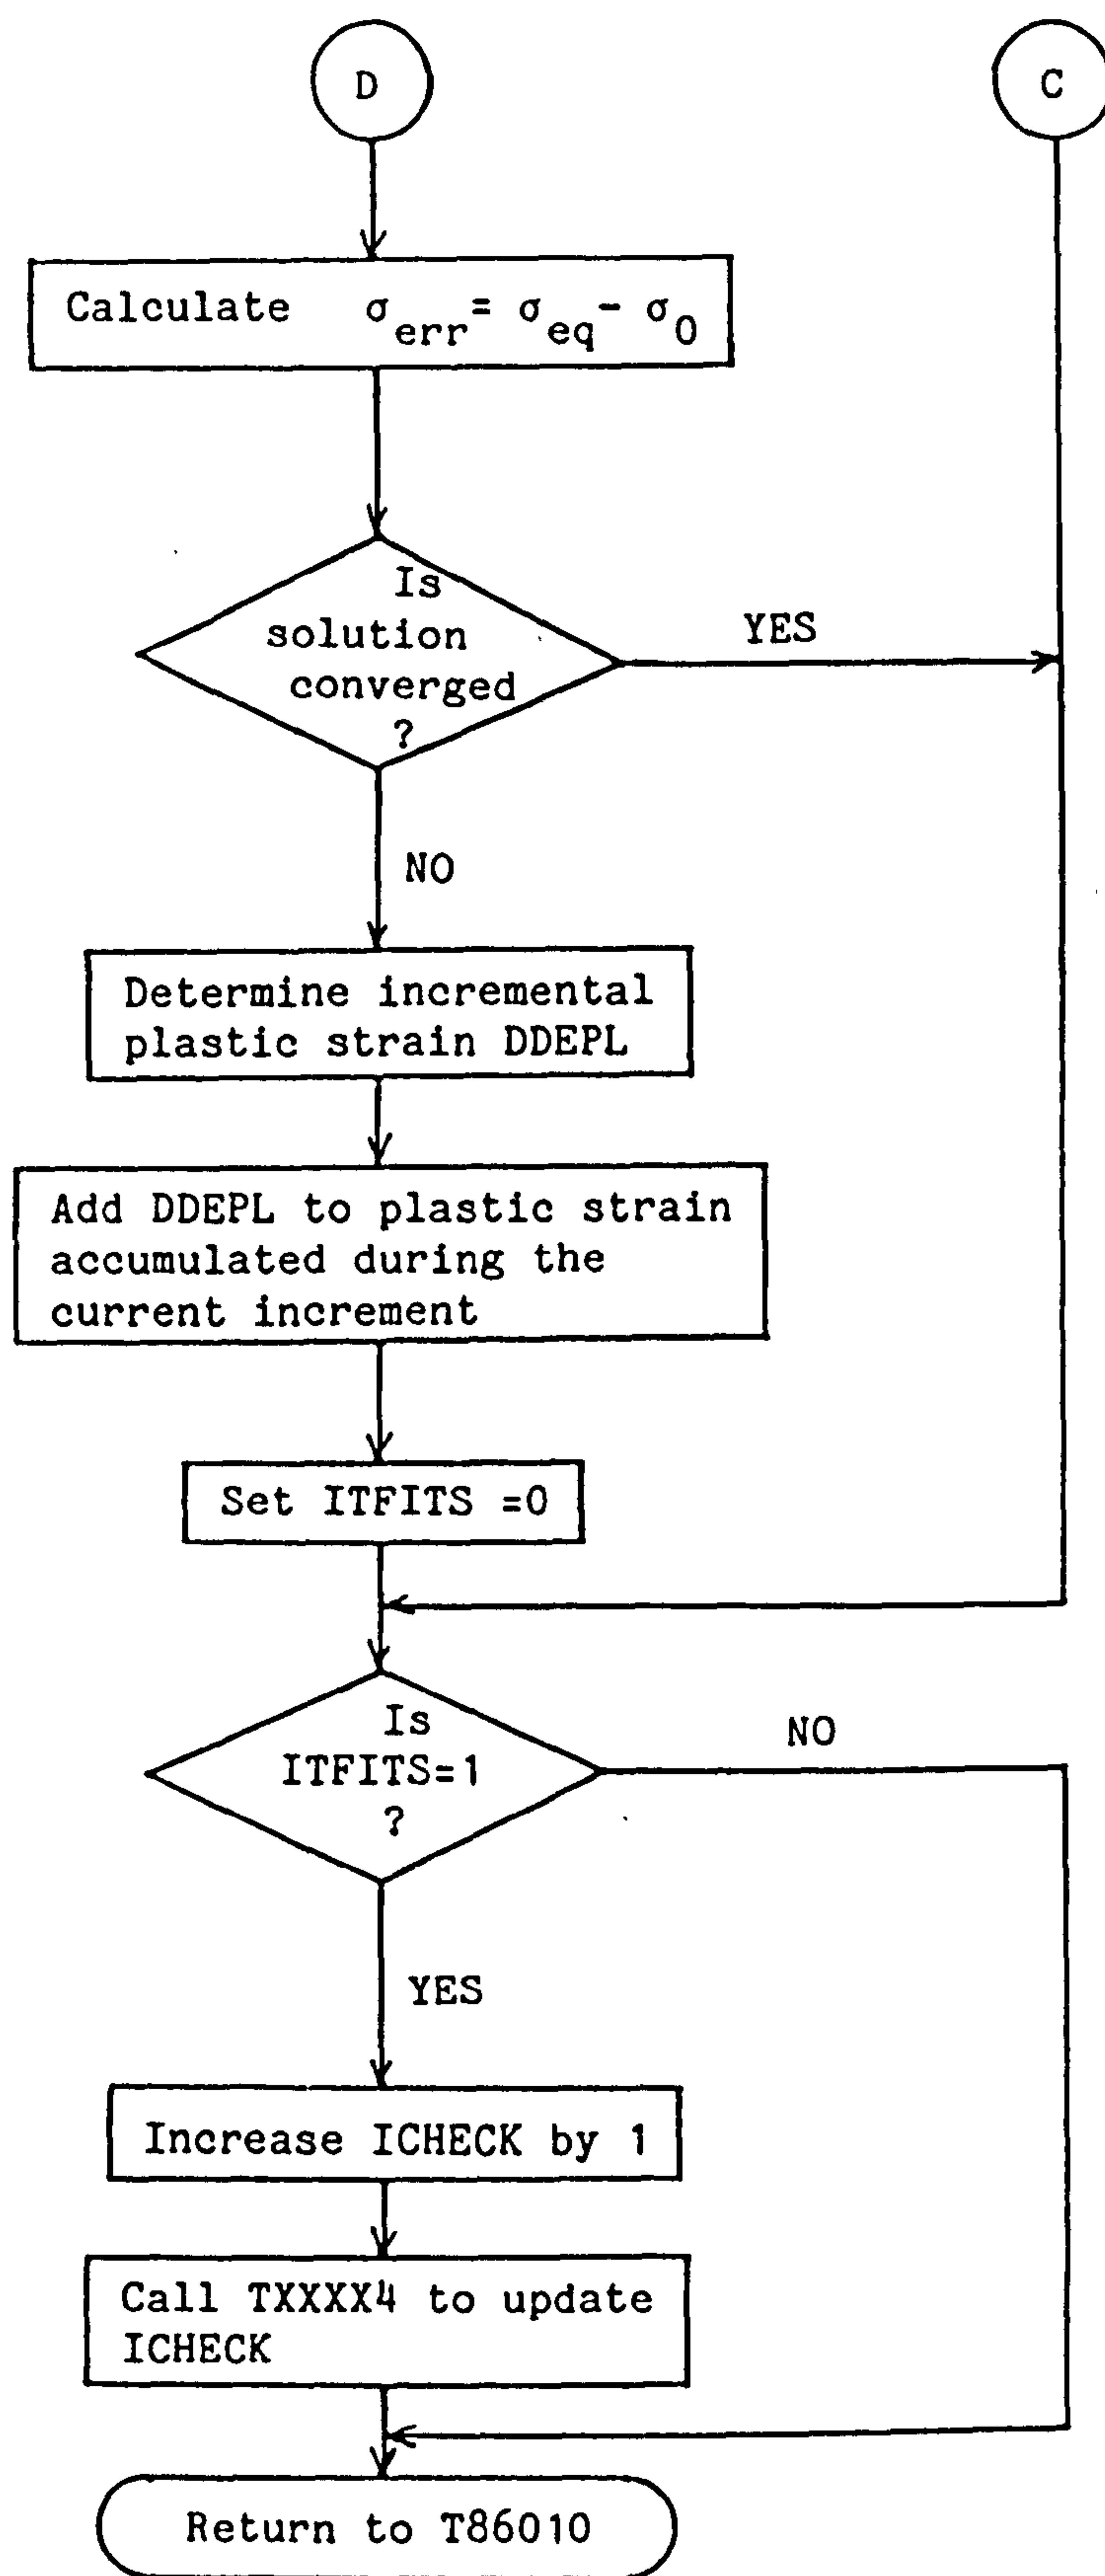 D
C
Calculate σerr= σeq- σ0
Is
solution
converged
?
YES
NO
Determine incremental
plastic strain DDEPL
Add DDEPL to plastic strain
accumulated during the
current increment
Set ITFITS =0
Is
ITFITS=1
?
NO
YES
Increase ICHECK by 1
Call TXXXX4 to update
ICHECK
Return to T86010